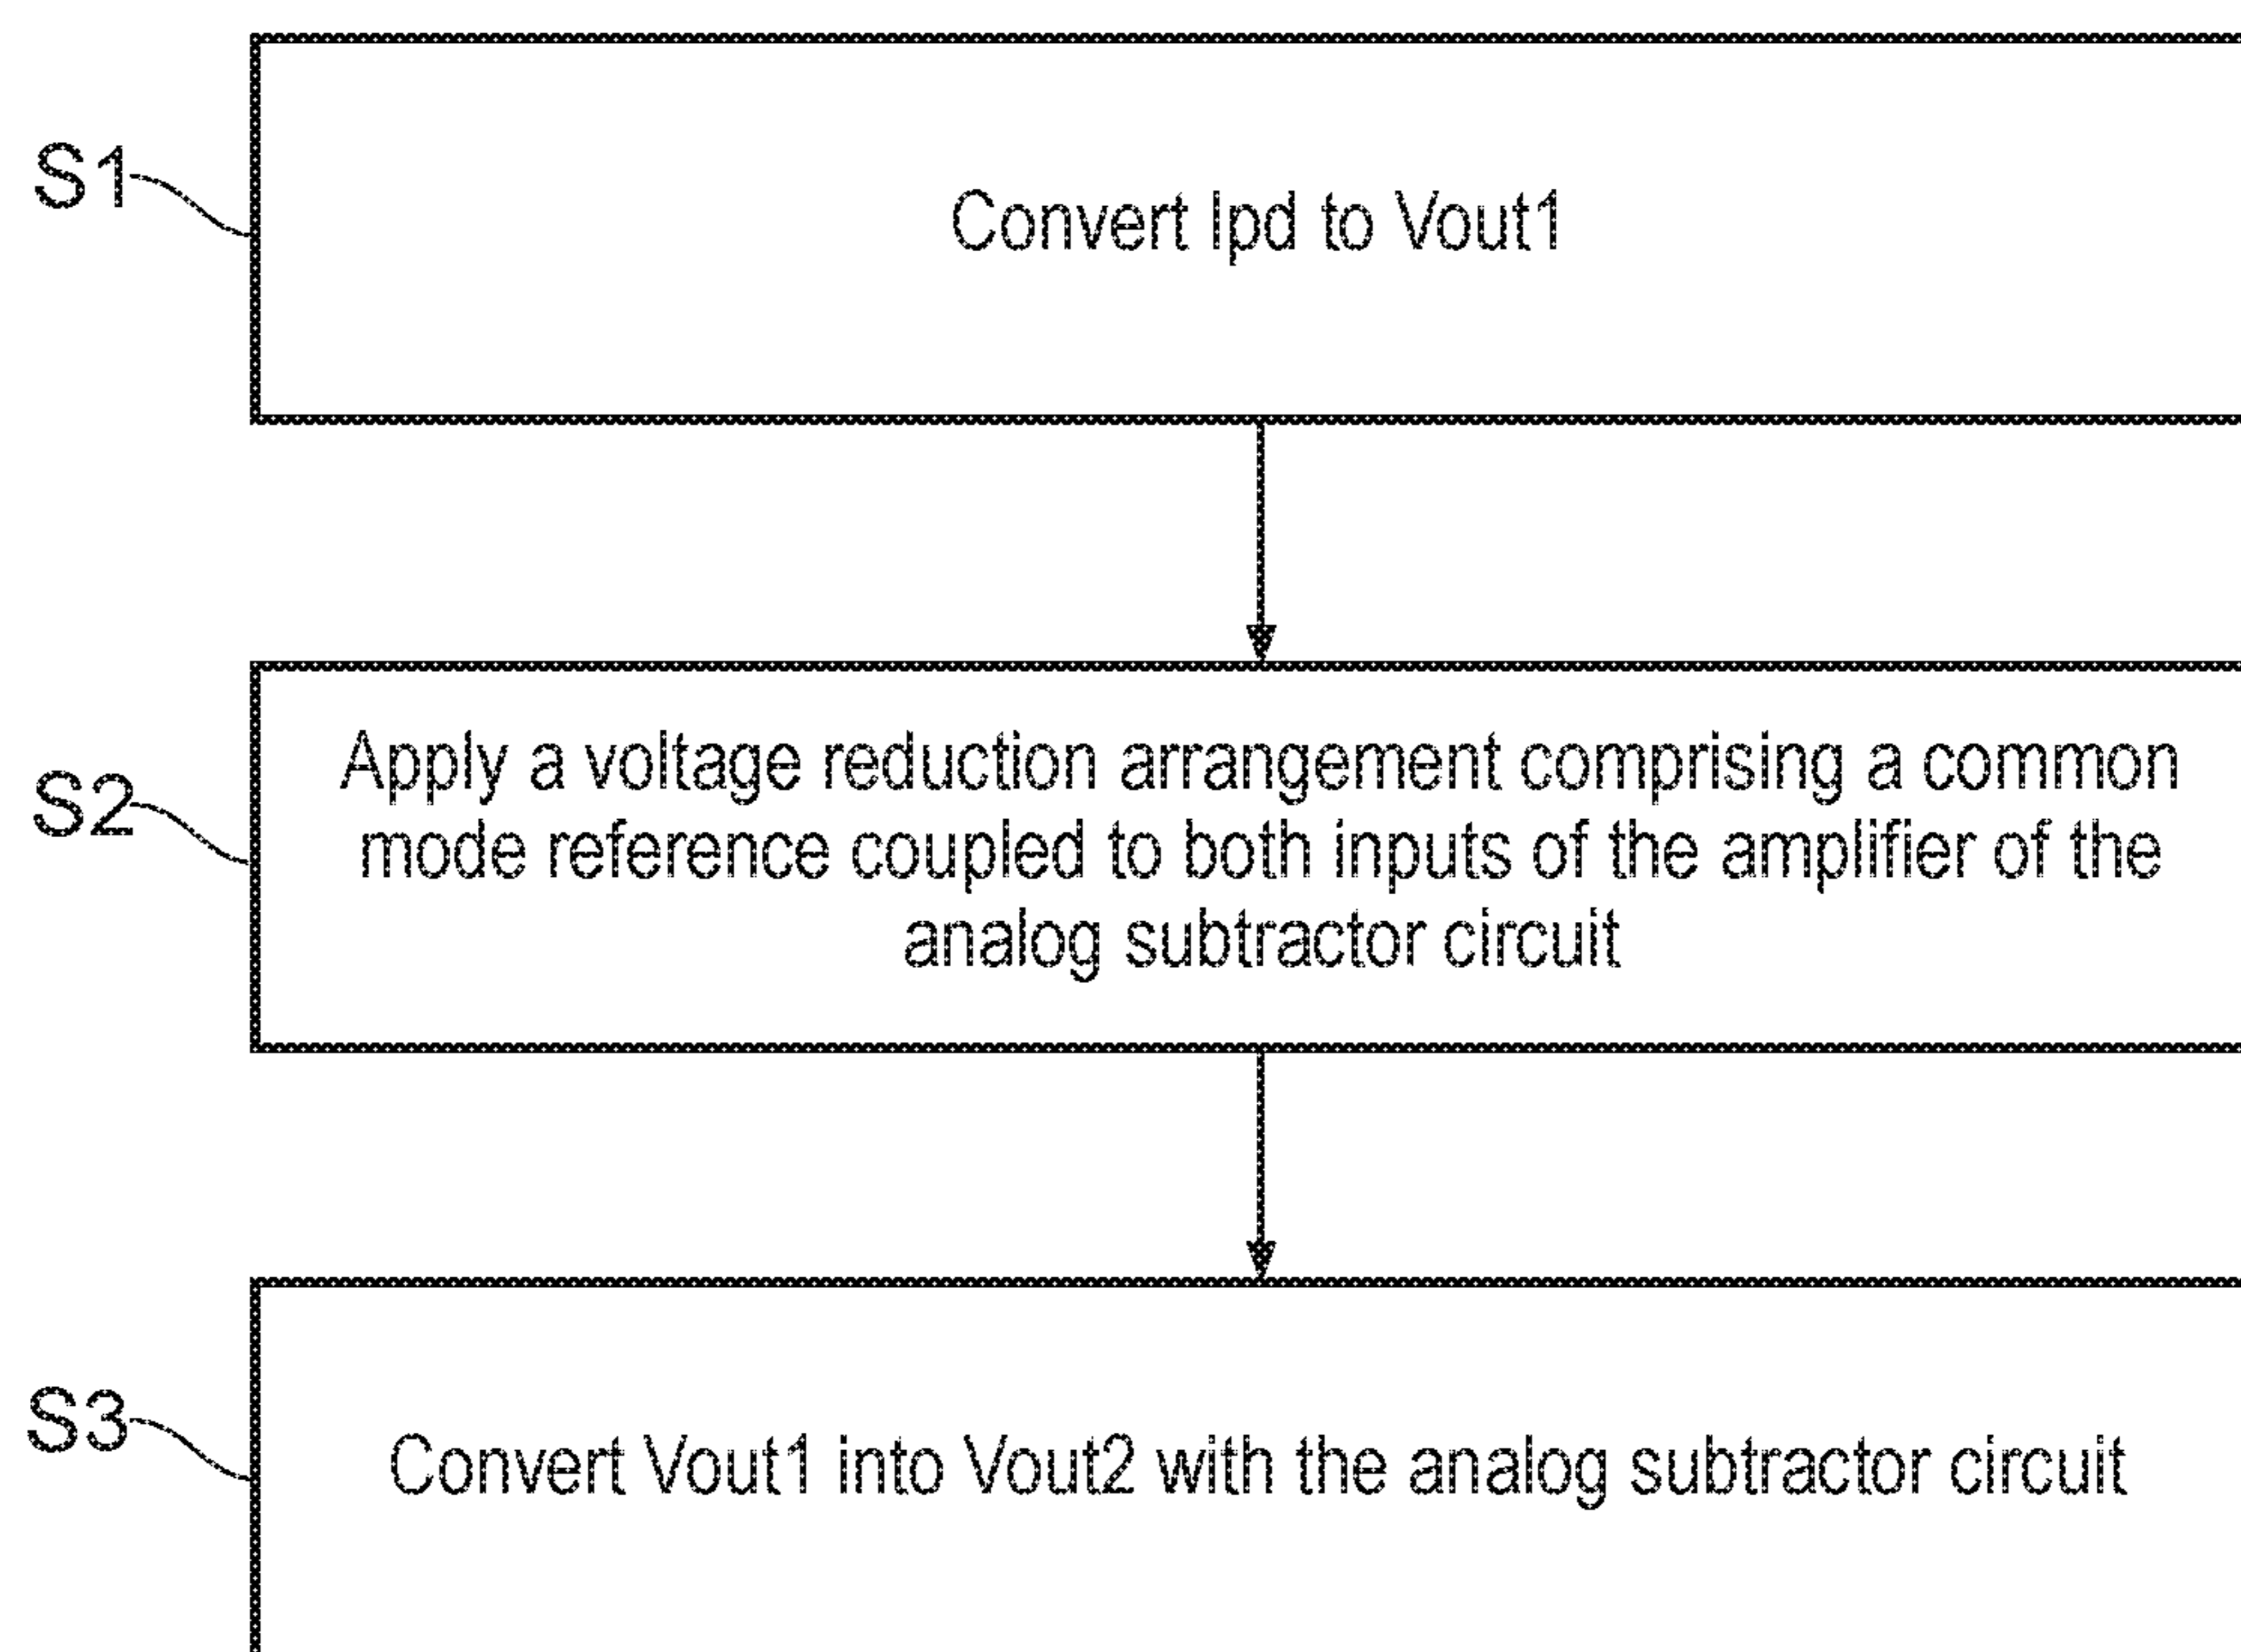 S1
Convert Ipd to Vout1
S2
Apply a voltage reduction arrangement comprising a common
mode reference coupled to both inputs of the amplifier of the
analog subtractor circuit
S3
Convert Vout1 into Vout2 with the analog subtractor circuit